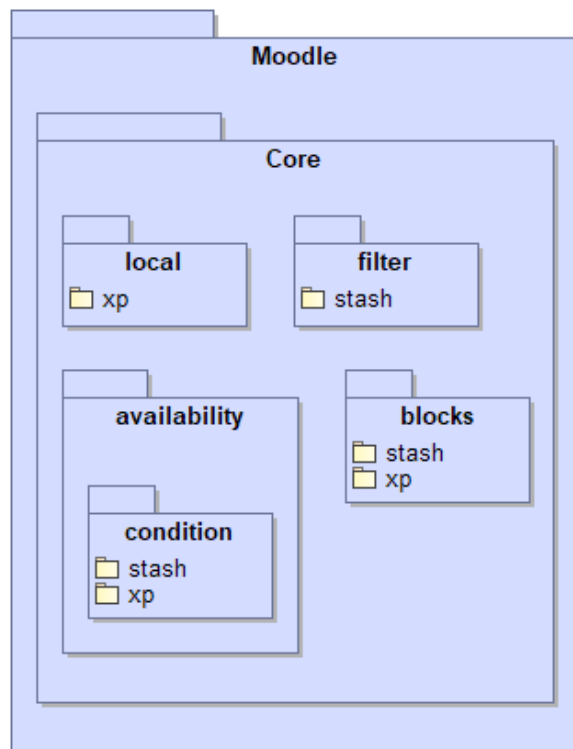 Moodle
Core
local
xp
filter
stash
availability
condition
stash
xp
blocks
stash
xp